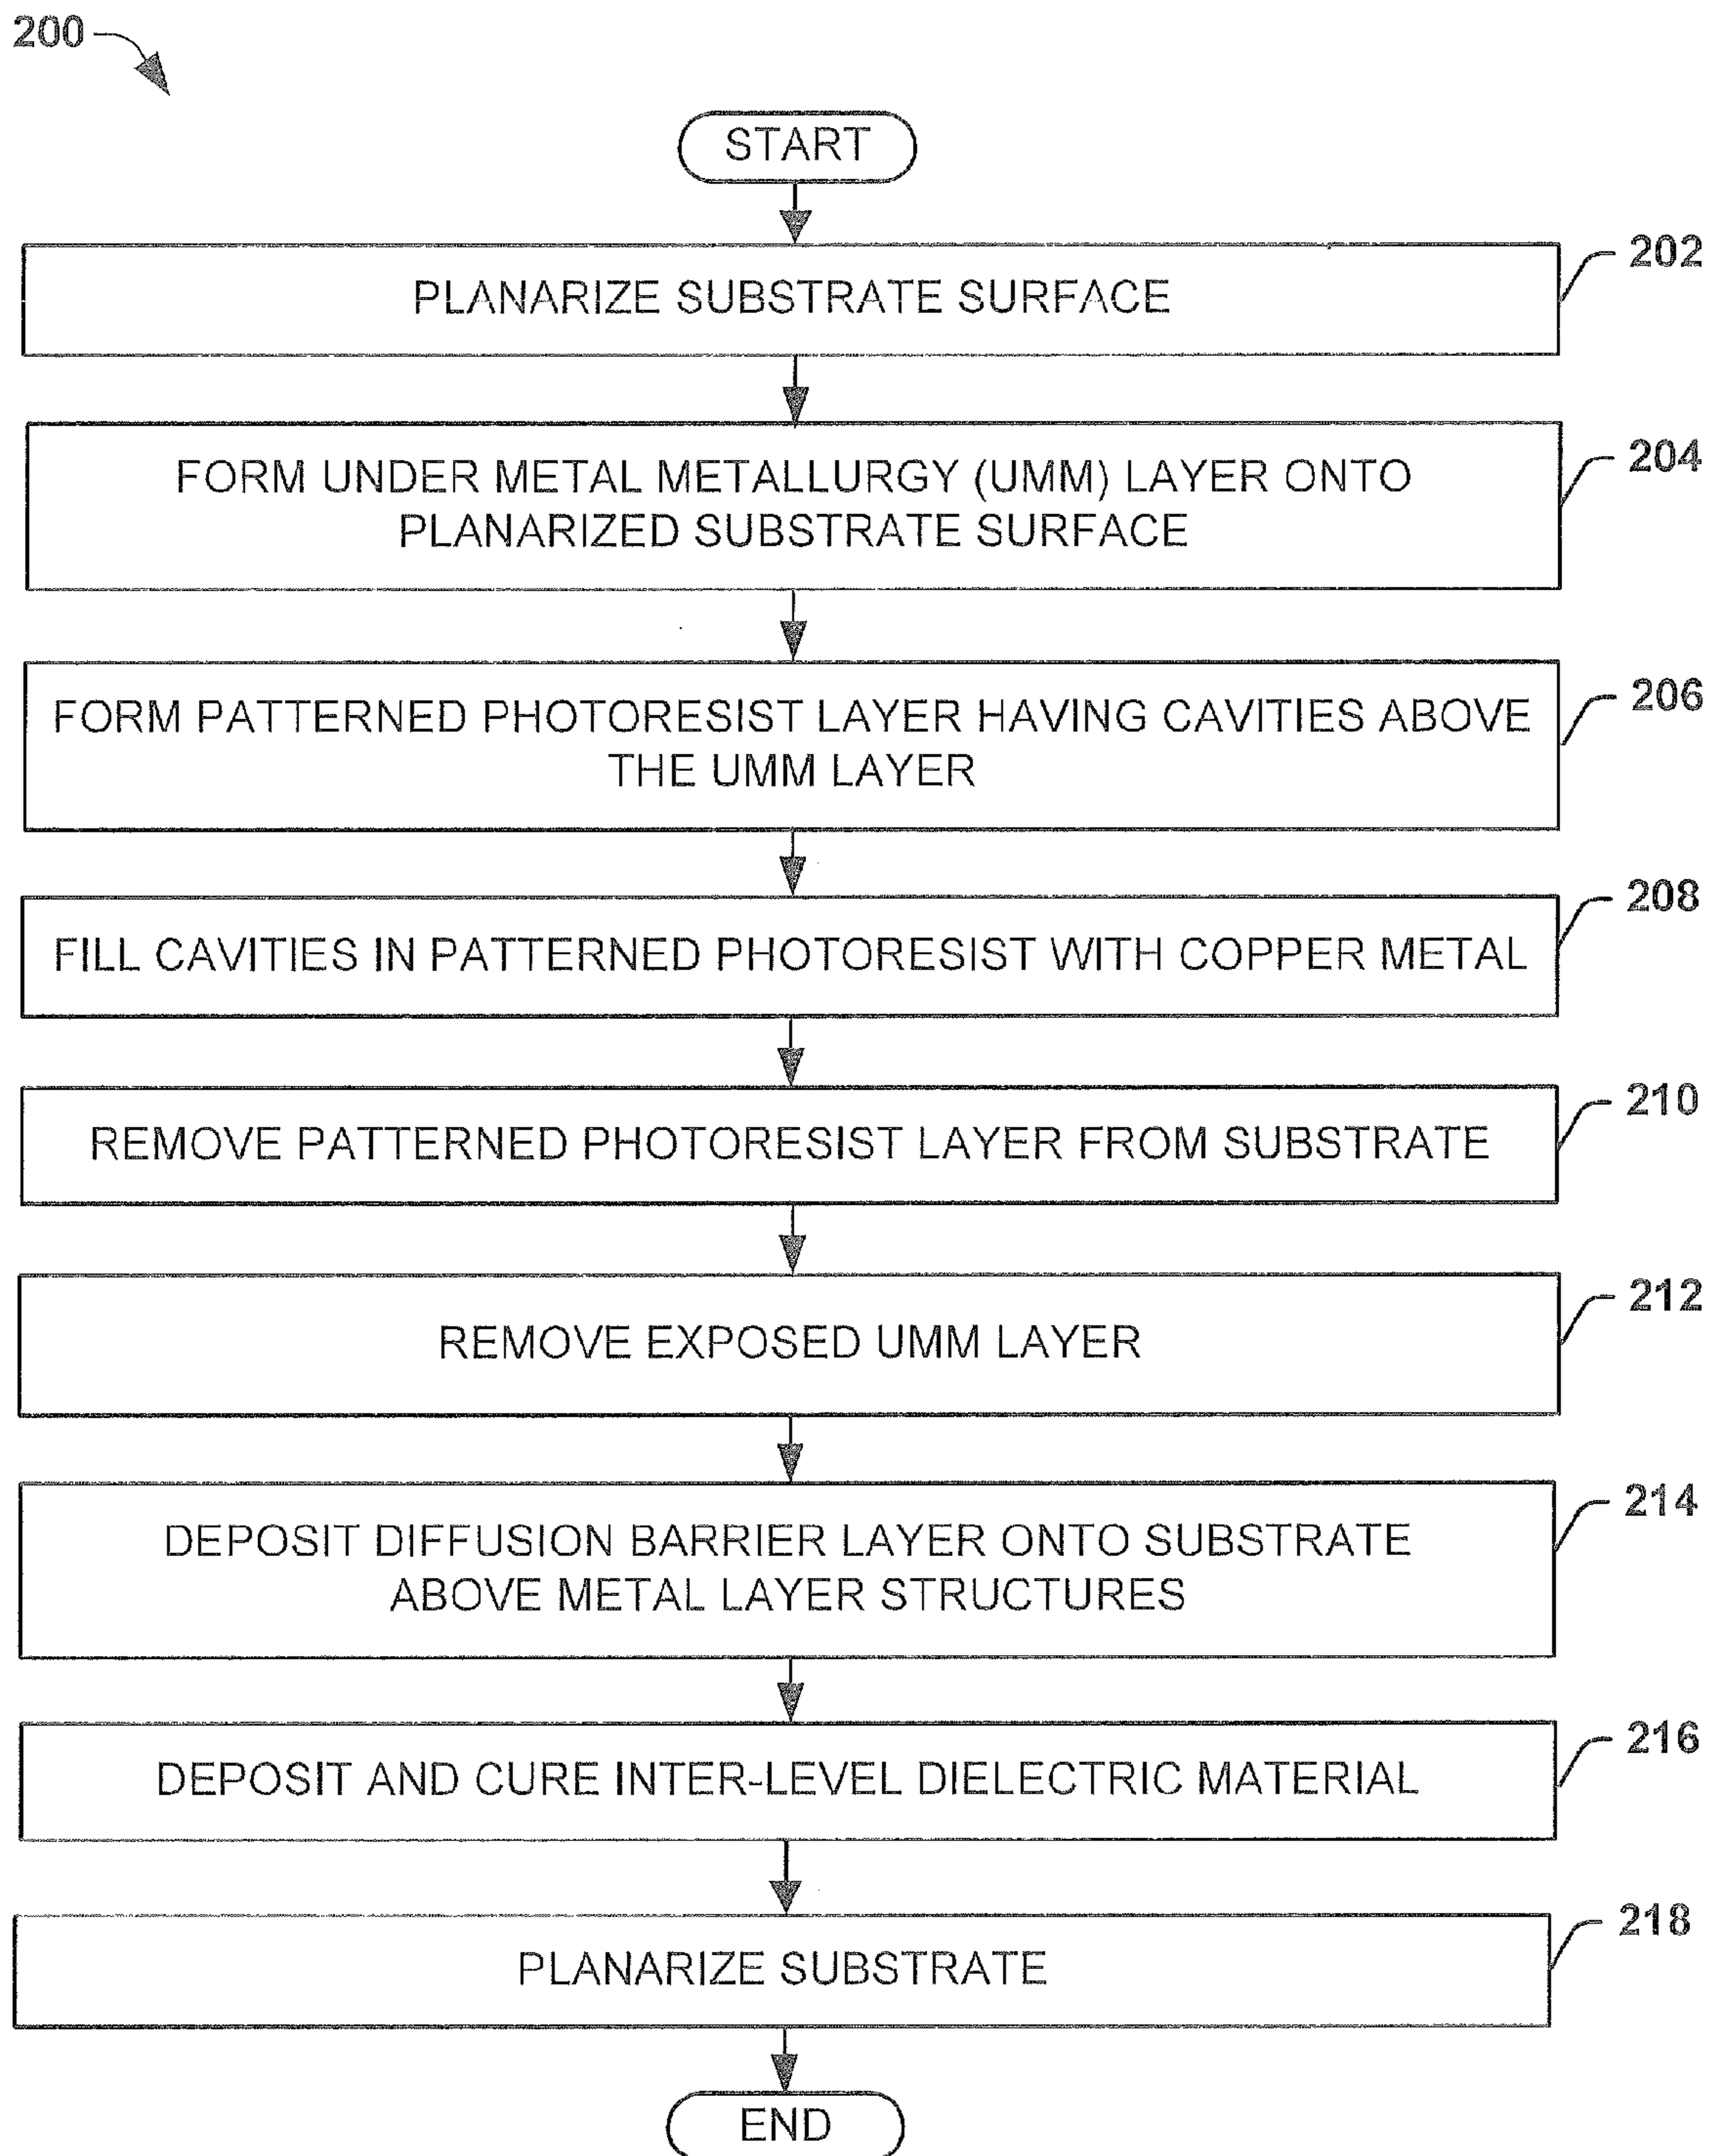 200
START
202
PLANARIZE SUBSTRATE SURFACE
204
FORM UNDER METAL METALLURGY (UMM) LAYER ONTO
PLANARIZED SUBSTRATE SURFACE
206
FORM PATTERNED PHOTORESIST LAYER HAVING CAVITIES ABOVE
THE UMM LAYER
208
FILL CAVITIES IN PATTERNED PHOTORESIST WITH COPPER METAL
210
REMOVE PATTERNED PHOTORESIST LAYER FROM SUBSTRATE
212
REMOVE EXPOSED UMM LAYER
214
DEPOSIT DIFFUSION BARRIER LAYER ONTO SUBSTRATE
ABOVE METAL LAYER STRUCTURES
216
DEPOSIT AND CURE INTER-LEVEL DIELECTRIC MATERIAL
218
PLANARIZE SUBSTRATE
END